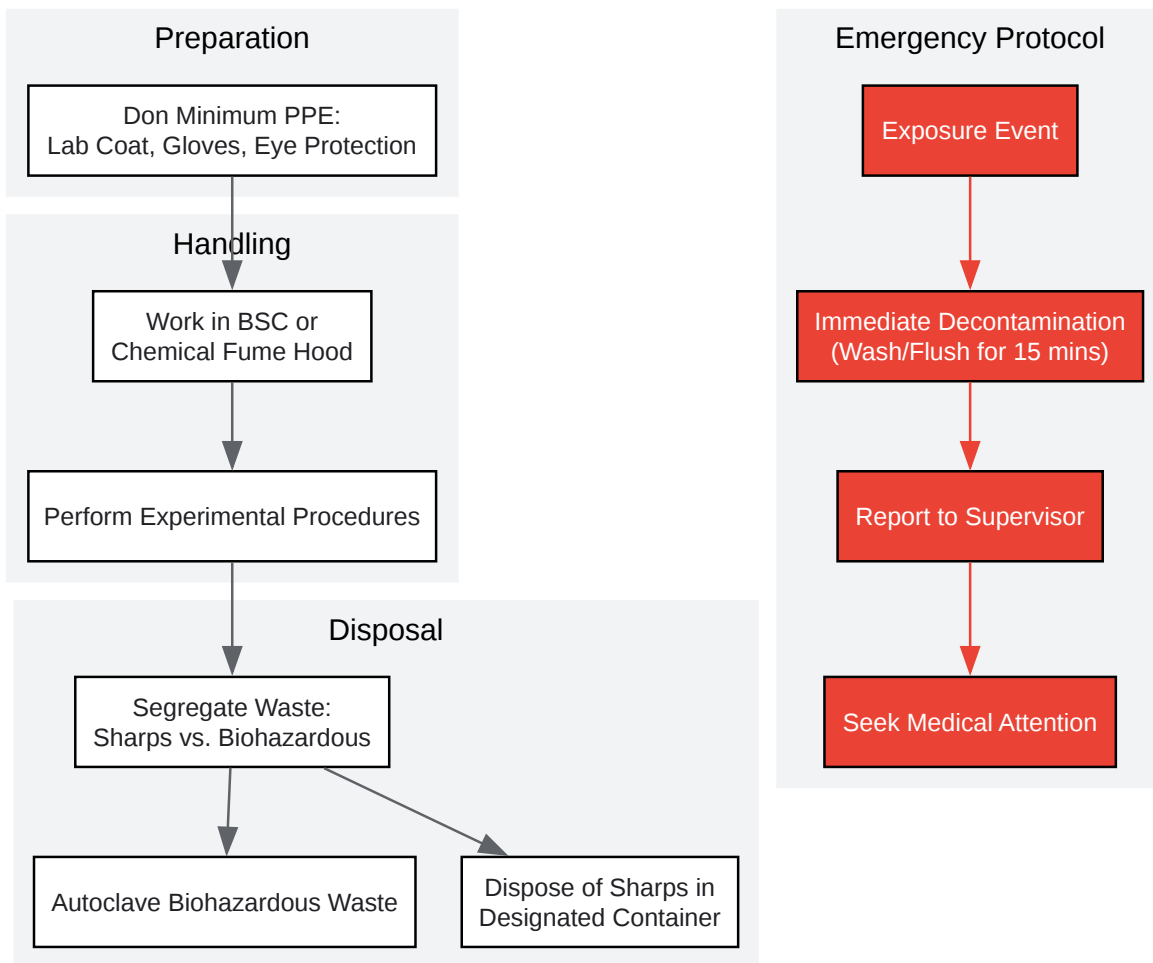 Preparation
Don Minimum PPE:
Lab Coat, Gloves, Eye Protection
Handling
Work in BSC or
Chemical Fume Hood
Perform Experimental Procedures
Disposal
Segregate Waste:
Sharps vs. Biohazardous
Autoclave Biohazardous Waste
Dispose of Sharps in
Designated Container
Emergency Protocol
Exposure Event
Immediate Decontamination
(Wash/Flush for 15 mins)
Report to Supervisor
Seek Medical Attention